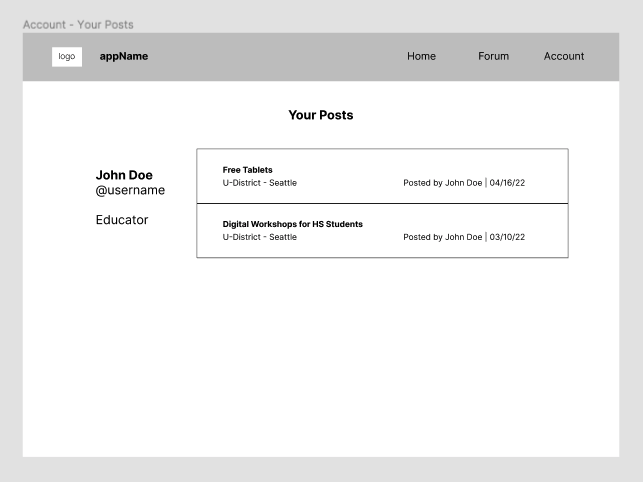 Account - Your Posts
logo appName Home Forum Account
Your Posts
John Doe
@username
Educator
Free Tablets
U-District - Seattle Posted by John Doe | 04/16/22
Digital Workshops for HS Students
U-District - Seattle Posted by John Doe | 03/10/22